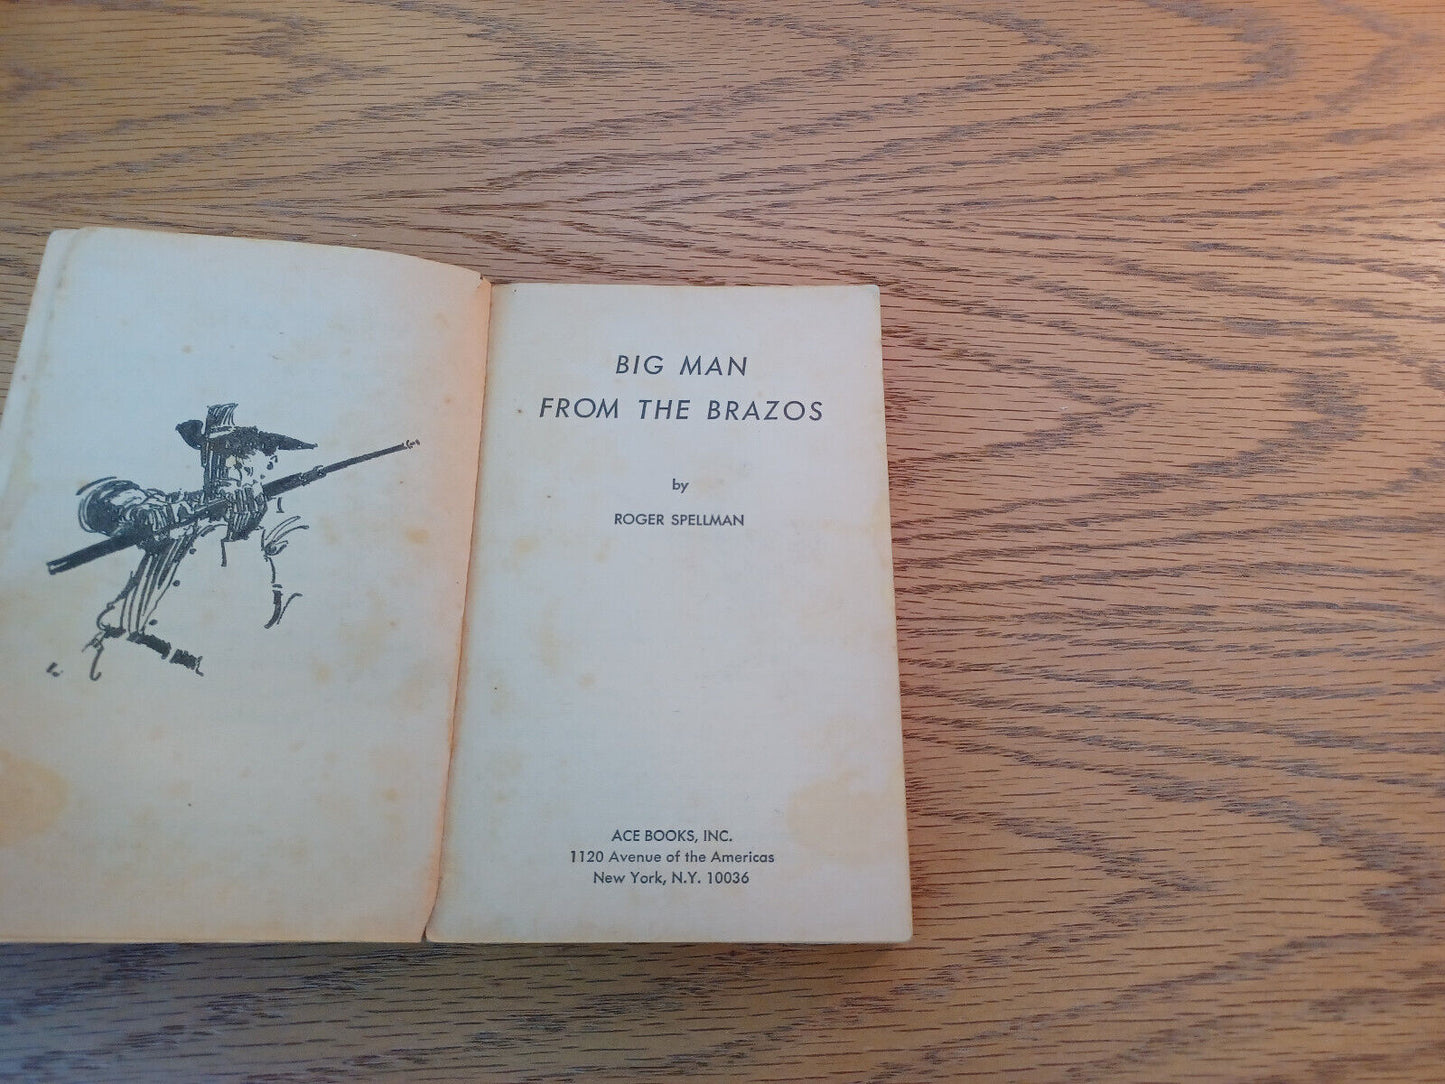 BIG MAN
FROM THE BRAZOS
by
ROGER SPELLMAN
ACE BOOKS, INC.
1120 Avenue of the Americas
New York, N.Y. 10036